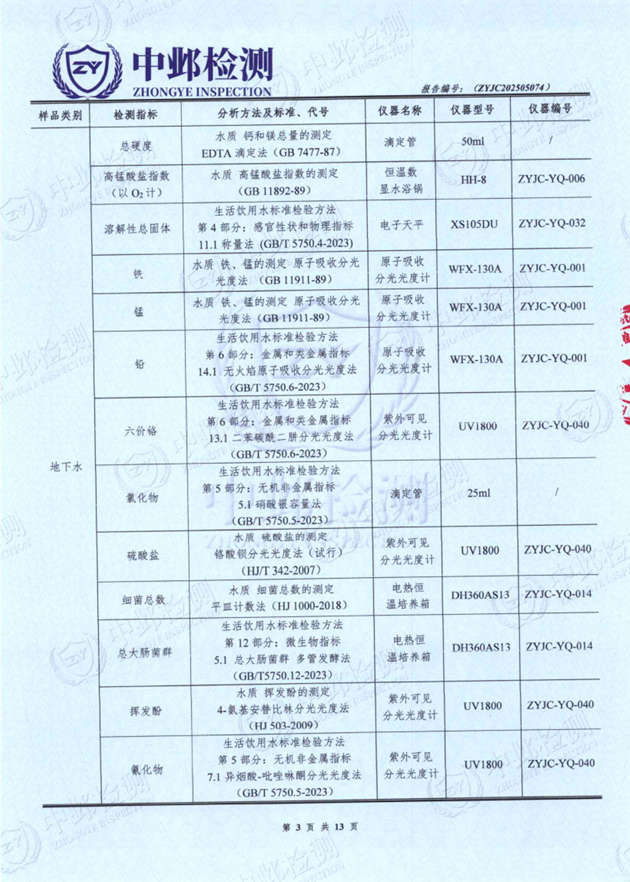 中邺检测
ZHONGYE INSPECTION
报告编号：（ZYJC202505074）
样品类别 检测指标 分析方法及标准、代号 仪器名称 仪器型号 仪器编号
地下水
总硬度
水质 钙和镁总量的测定
EDTA 滴定法（GB 7477-87）
滴定管 50ml /
高锰酸盐指数
（以 O₂计）
水质 高锰酸盐指数的测定
（GB 11892-89）
恒温数
显水浴锅
HH-8 ZYJC-YQ-006
溶解性总固体
生活饮用水标准检验方法
第 4 部分：感官性状和物理指标
11.1 称量法 (GB/T 5750.4-2023)
电子天平 XS105DU ZYJC-YQ-032
铁
水质 铁、锰的测定 原子吸收分光
光度法 （GB 11911-89）
原子吸收
分光光度计
WFX-130A ZYJC-YQ-001
锰
水质 铁、锰的测定 原子吸收分光
光度法（GB 11911-89）
原子吸收
分光光度计
WFX-130A ZYJC-YQ-001
铅
生活饮用水标准检验方法
第 6 部分：金属和类金属指标
14.1 无火焰原子吸收分光光度法
（GB/T 5750.6-2023）
原子吸收
分光光度计
WFX-130A ZYJC-YQ-001
六价铬
生活饮用水标准检验方法
第 6 部分：金属和类金属指标
13.1 二苯碳酰二肼分光光度法
（GB/T 5750.6-2023）
紫外可见
分光光度计
UV1800 ZYJC-YQ-040
氯化物
生活饮用水标准检验方法
第 5 部分：无机非金属指标
5.1 硝酸银容量法
（GB/T 5750.5-2023）
滴定管 25ml /
硫酸盐
水质 硫酸盐的测定
铬酸钡分光光度法（试行）
（HJ/T 342-2007）
紫外可见
分光光度计
UV1800 ZYJC-YQ-040
细菌总数
水质 细菌总数的测定
平皿计数法（HJ 1000-2018）
电热恒
温培养箱
DH360AS13 ZYJC-YQ-014
总大肠菌群
生活饮用水标准检验方法
第 12 部分：微生物指标
5.1 总大肠菌群 多管发酵法
（GB/T5750.12-2023）
电热恒
温培养箱
DH360AS13 ZYJC-YQ-014
挥发酚
水质 挥发酚的测定
4-氨基安替比林分光光度法
（HJ 503-2009）
紫外可见
分光光度计
UV1800 ZYJC-YQ-040
氰化物
生活饮用水标准检验方法
第 5 部分：无机非金属指标
7.1 异烟酸-吡唑啉酮分光光度法
（GB/T 5750.5-2023）
紫外可见
分光光度计
UV1800 ZYJC-YQ-040
第 3 页 共 13 页